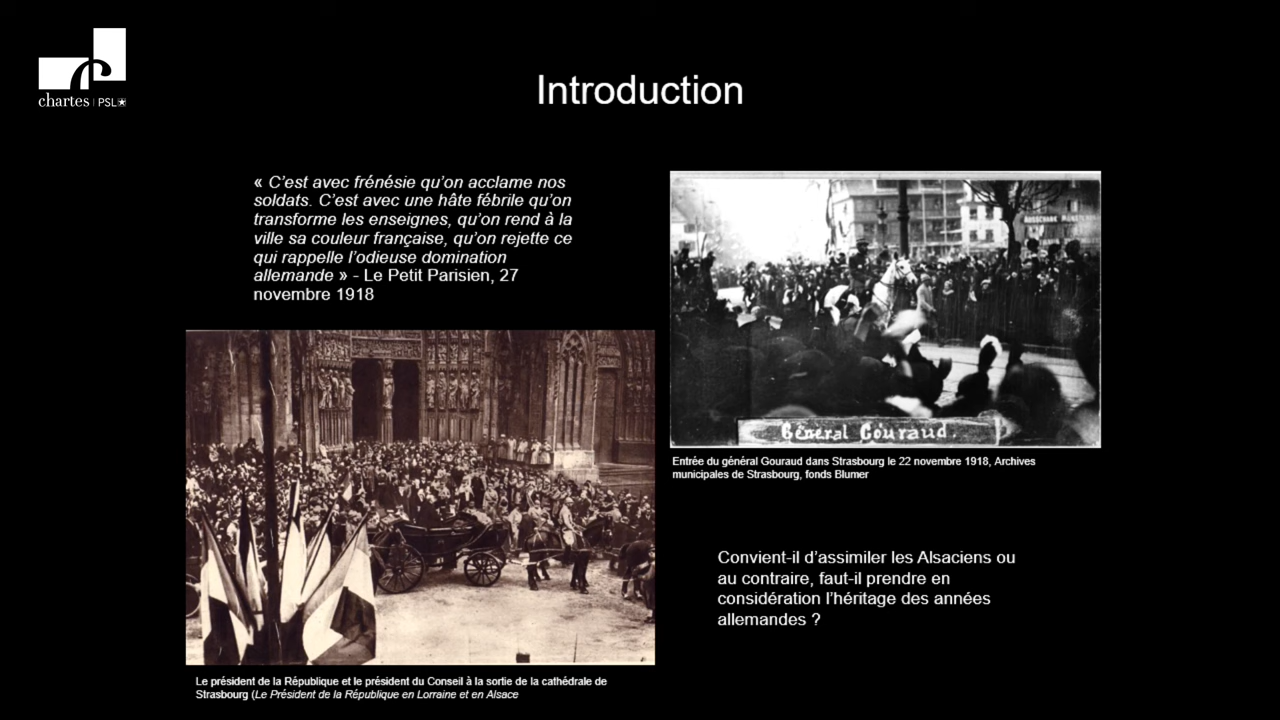 chartes | PSL
Introduction
« C'est avec frénésie qu'on acclame nos
soldats. C'est avec une hâte fébrile qu'on
transforme les enseignes, qu'on rend à la
ville sa couleur française, qu'on rejette ce
qui rappelle l'odieuse domination
allemande » - Le Petit Parisien, 27
novembre 1918
Général Gouraud.
Entrée du général Gouraud dans Strasbourg le 22 novembre 1918, Archives
municipales de Strasbourg, fonds Blumer
Convient-il d'assimiler les Alsaciens ou
au contraire, faut-il prendre en
considération l'héritage des années
allemandes ?
Le président de la République et le président du Conseil à la sortie de la cathédrale de
Strasbourg (Le Président de la République en Lorraine et en Alsace